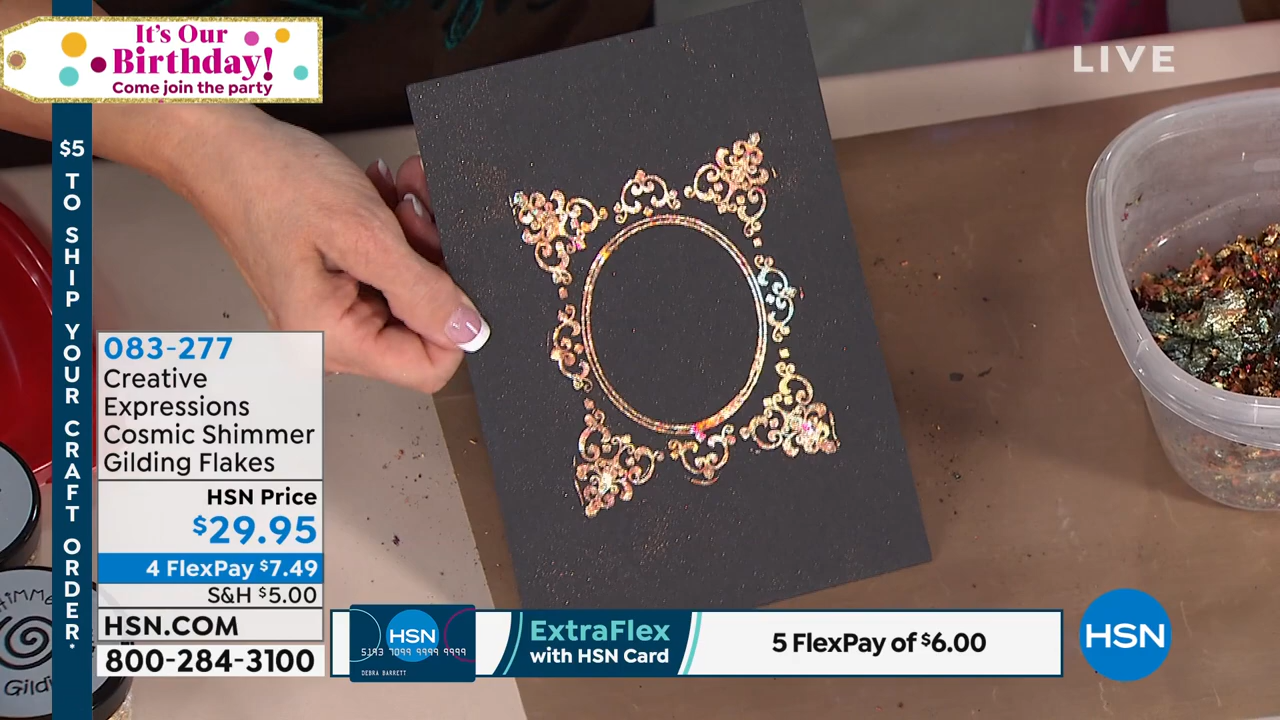 It's Our
Birthday!
Come join the party
LIVE
$5 TO SHIP YOUR CRAFT ORDER.
083-277
Creative
Expressions
Cosmic Shimmer
Gilding Flakes
HSN Price
$29.95
4 FlexPay $7.49
S&H $5.00
HSN.COM
800-284-3100
HSN
5193 7099 9999 9999
DEBRA BARRETT
ExtraFlex
with HSN Card
5 FlexPay of $6.00
HSN